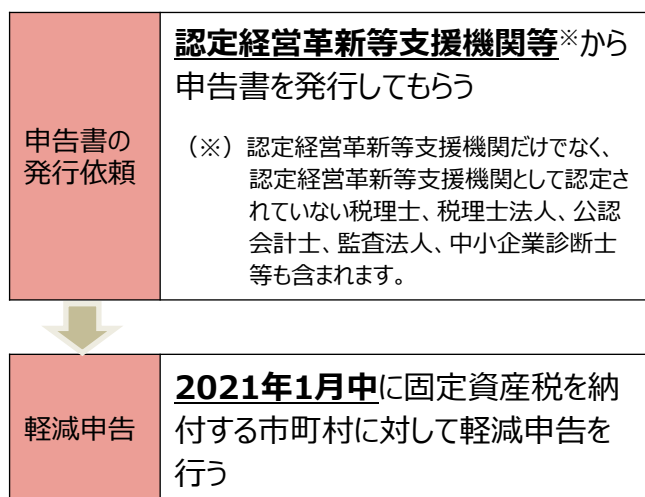 申告書の
発行依頼
認定経営革新等支援機関等※から
申告書を発行してもらう
（※）認定経営革新等支援機関だけでなく、
認定経営革新等支援機関として認定さ
れていない税理士、税理士法人、公認
会計士、監査法人、中小企業診断士
等も含まれます。
軽減申告
2021年1月中に固定資産税を納
付する市町村に対して軽減申告を
行う